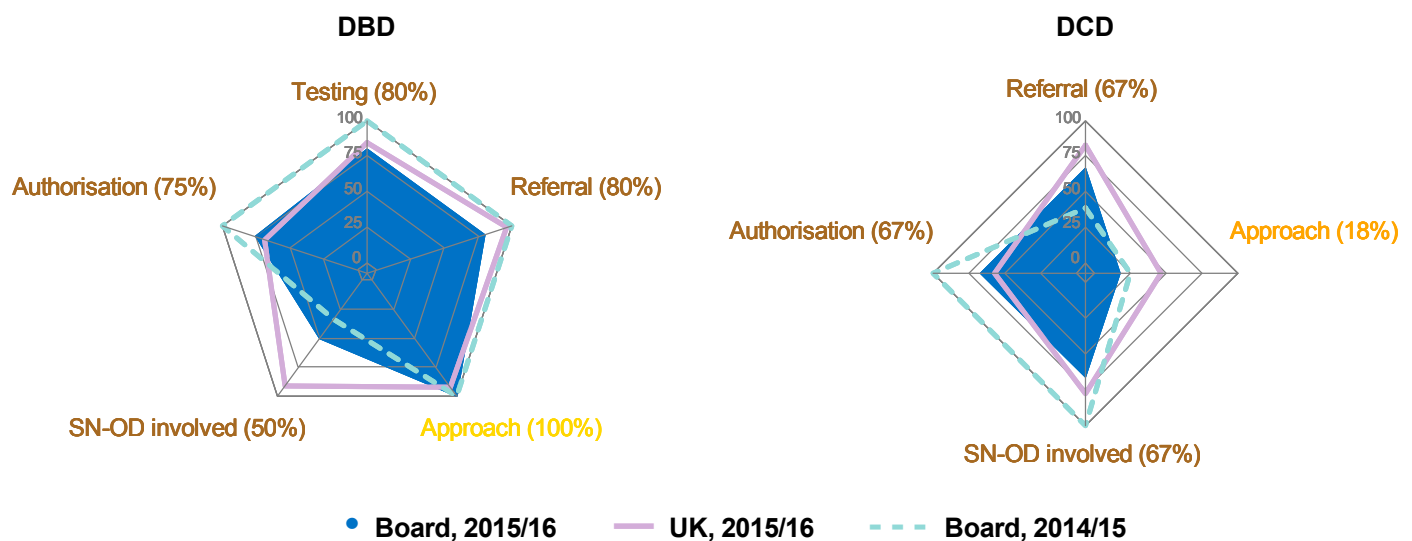 DBD
Testing (80%)
100
75
50
25
0
Referral (80%)
Authorisation (75%)
SN-OD involved (50%)
Approach (100%)
DCD
Referral (67%)
100
75
50
25
0
Approach (18%)
Authorisation (67%)
SN-OD involved (67%)
Board, 2015/16
UK, 2015/16
Board, 2014/15